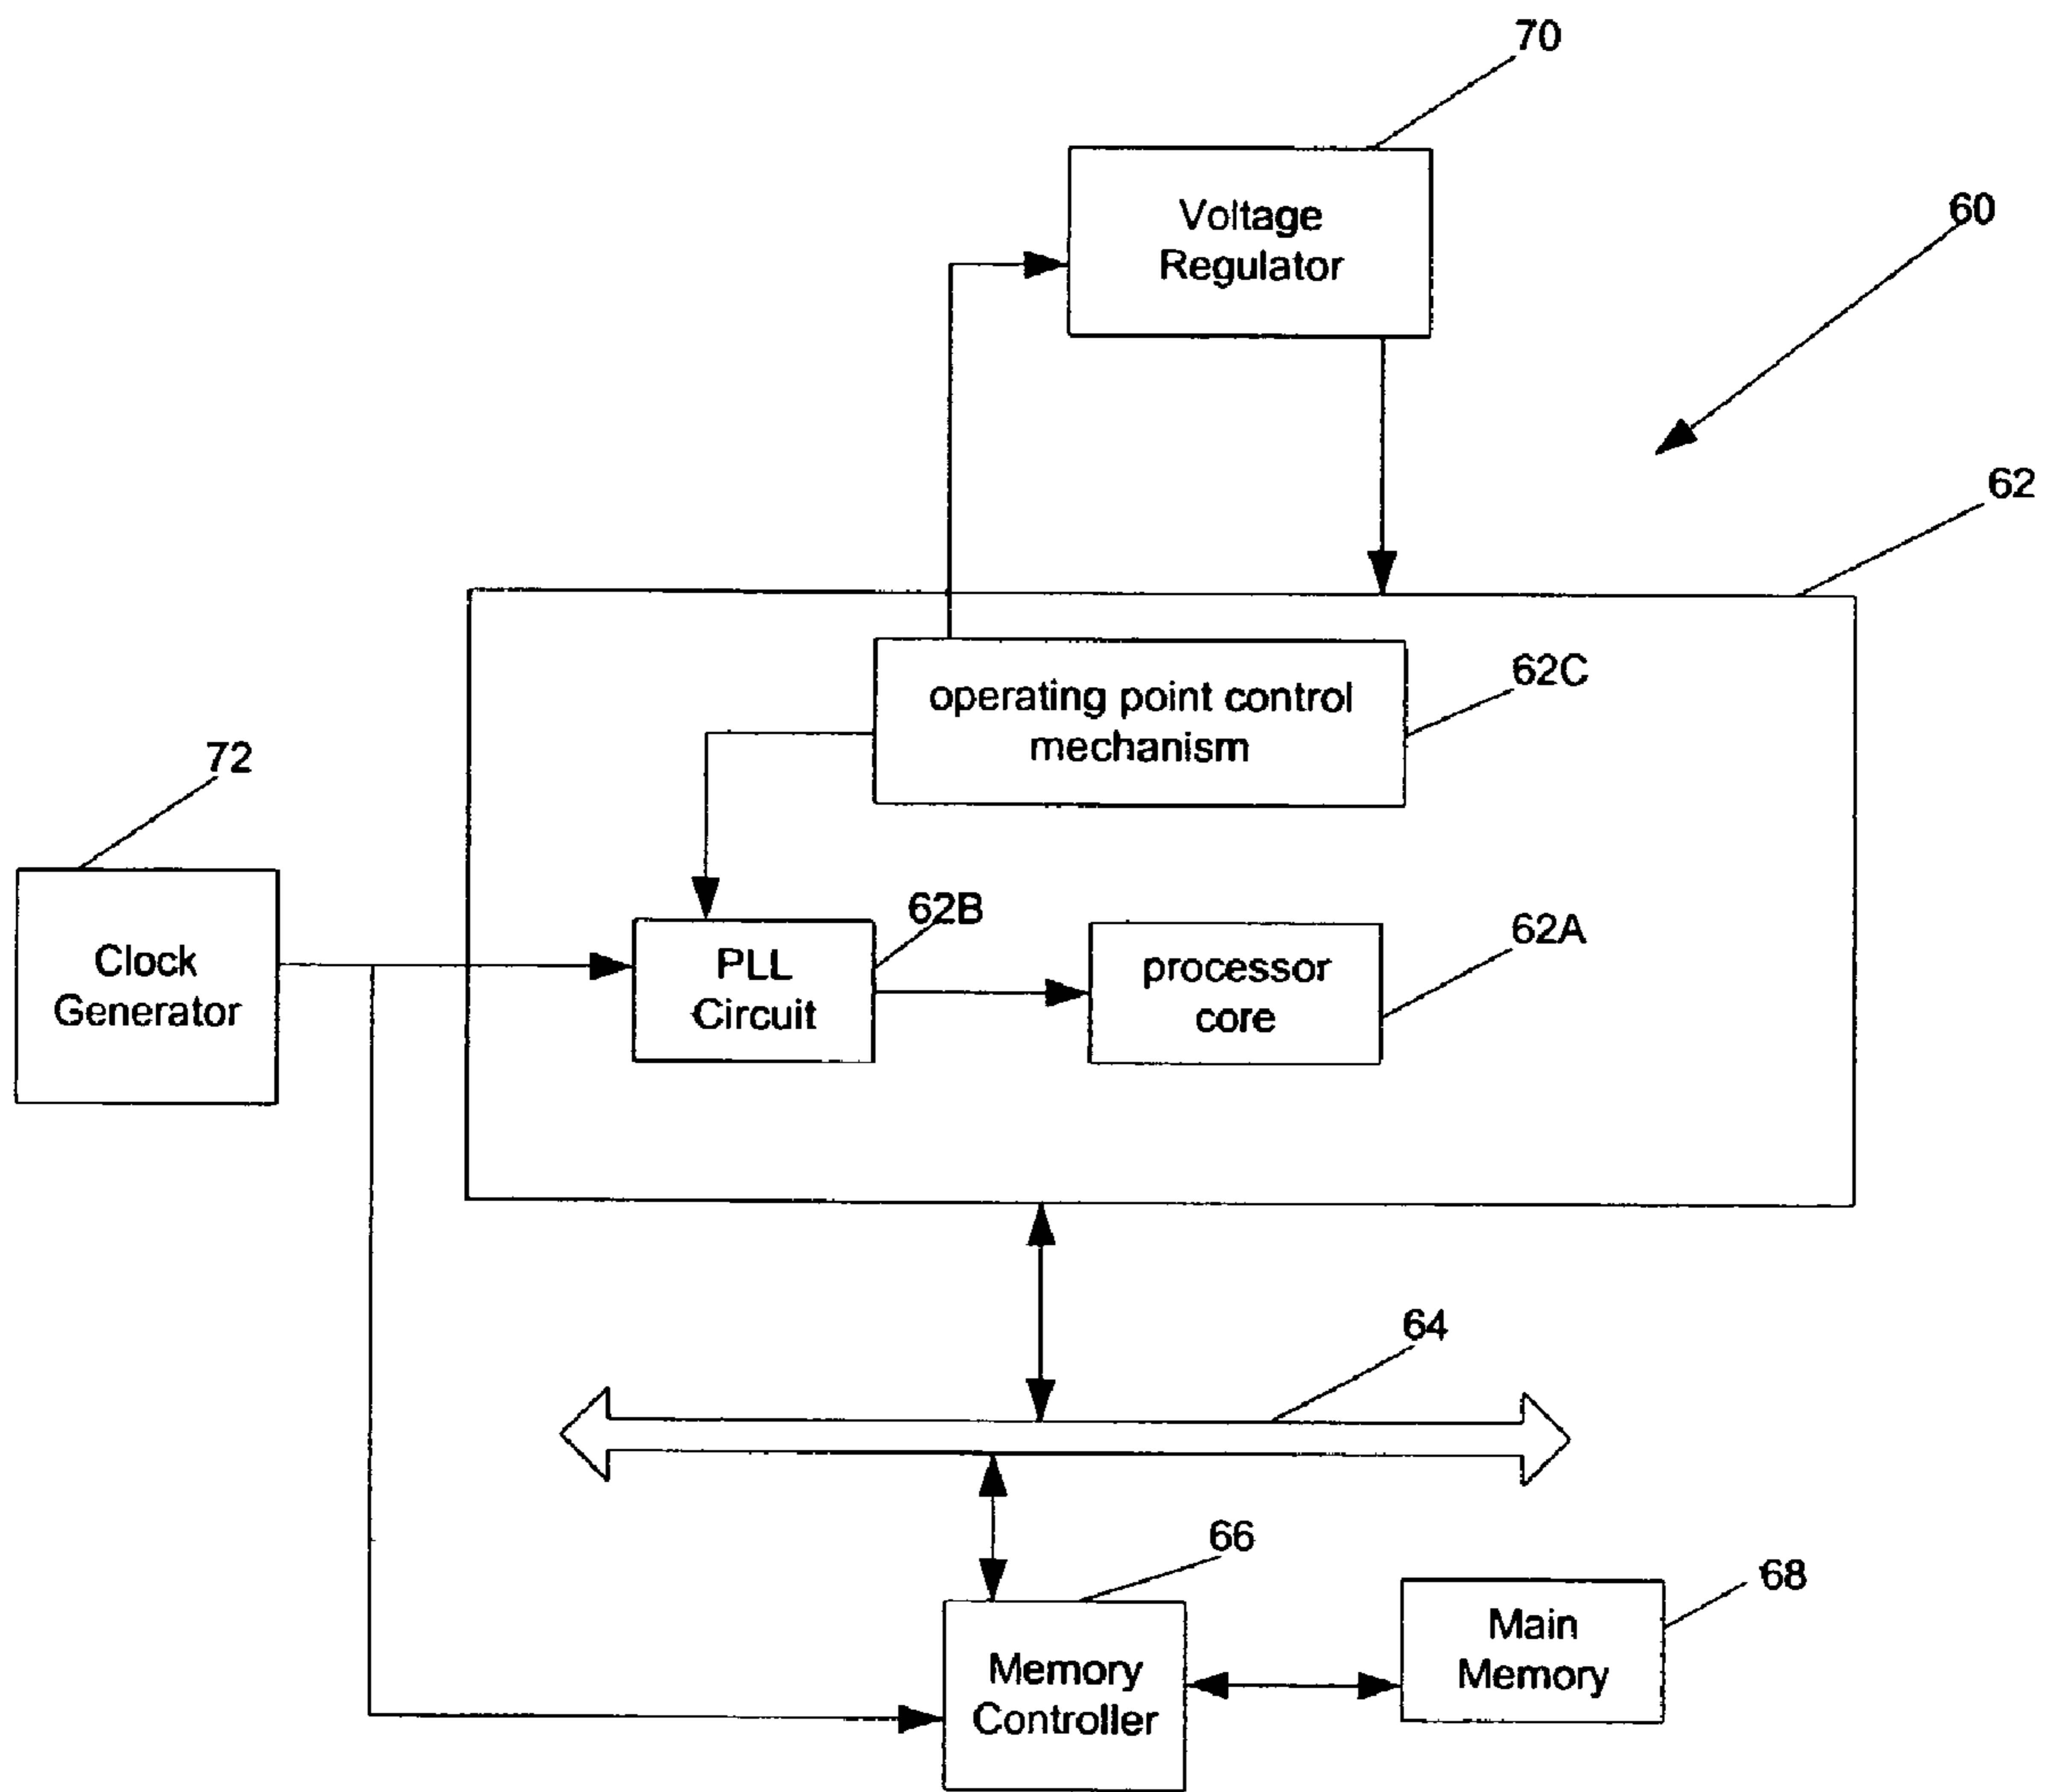 70
Voltage
Regulator
60
62
operating point control
mechanism
62C
72
Clock
Generator
PLL
Circuit
62B
processor
core
62A
64
66
Memory
Controller
Main
Memory
68